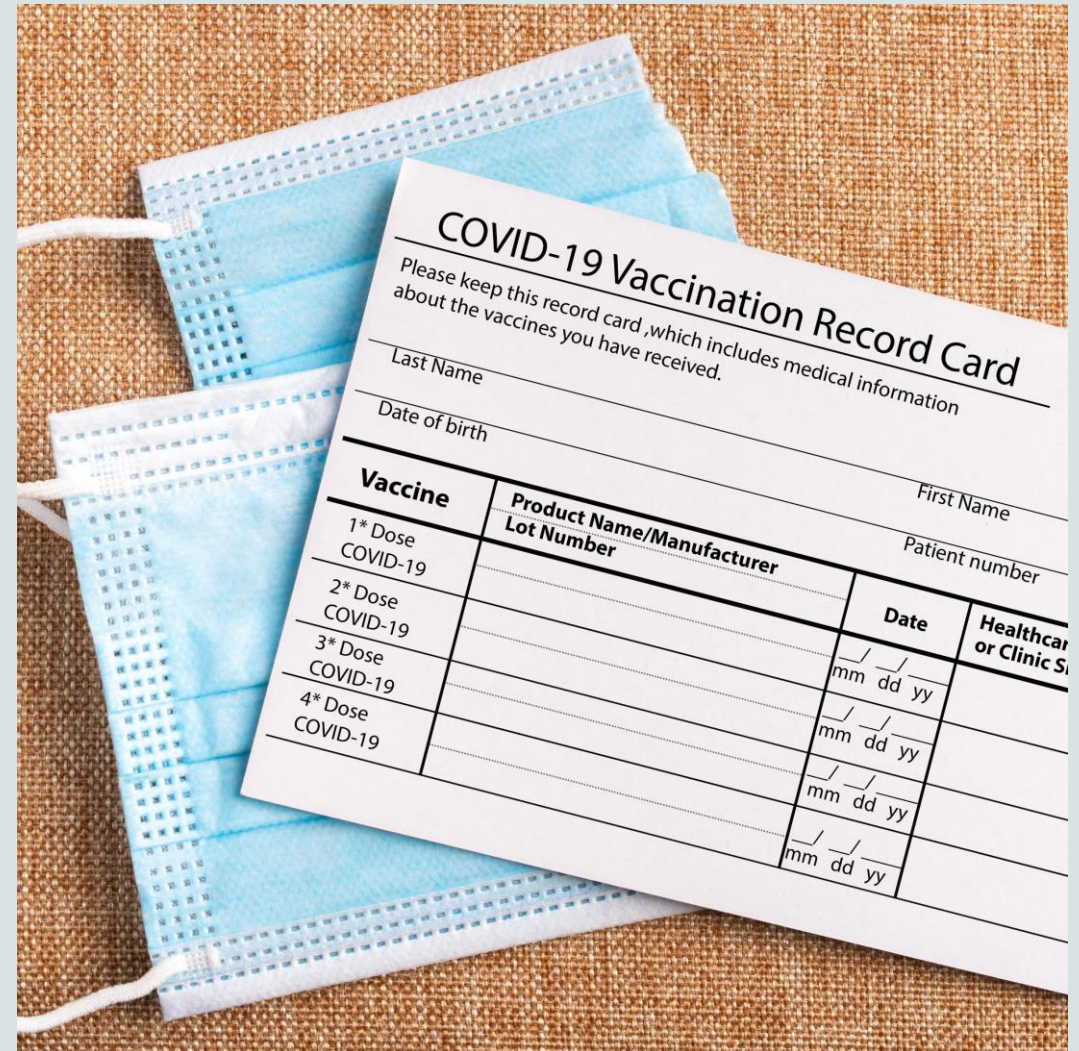 COVID-19 Vaccination Record Card
Please keep this record card ,which includes medical information
about the vaccines you have received.
Last Name
First Name
Date of birth
Patient number
Vaccine
Product Name/Manufacturer
Lot Number
Date
or Clinic
1* Dose
COVID-19
mm dd yy
2* Dose
COVID-19
mm dd yy
3* Dose
COVID-19
mm dd yy
4* Dose
COVID-19
mm dd yy